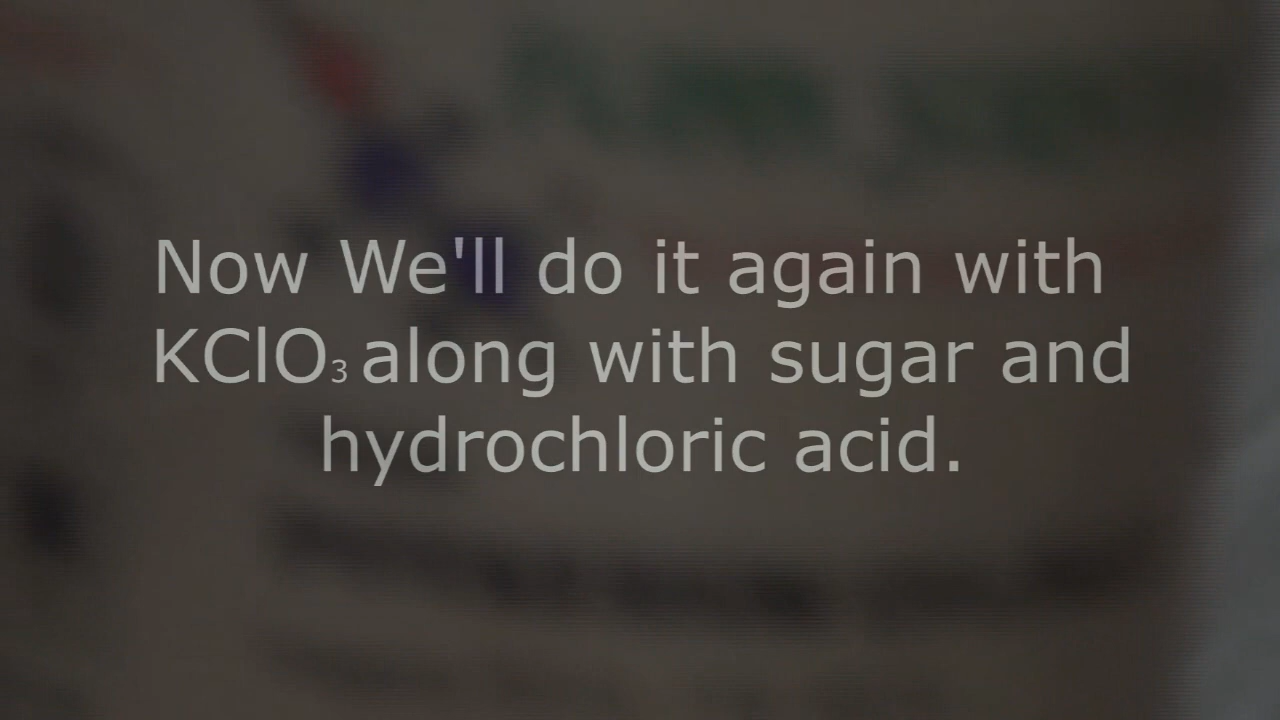 Now We'll do it again with
KClO₃ along with sugar and
hydrochloric acid.